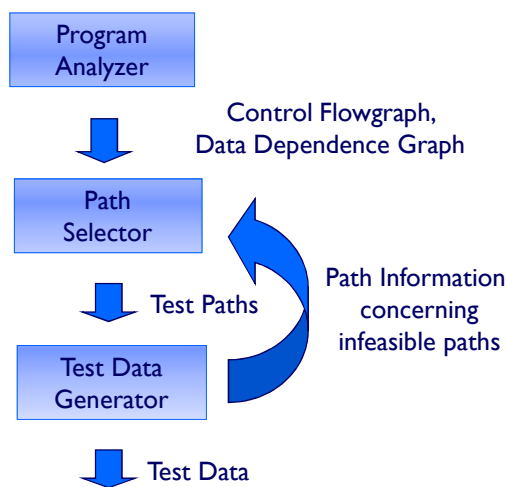 Program
Analyzer
Control Flowgraph,
Data Dependence Graph
Path
Selector
Test Paths
Path Information
concerning
infeasible paths
Test Data
Generator
Test Data